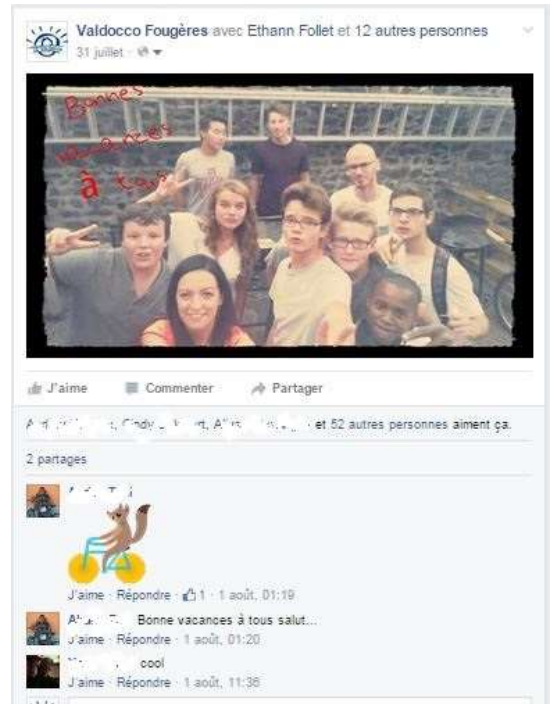 Valdocco Fougères avec Ethann Follet et 12 autres personnes
31 juillet
Bonnes
vacances
à tous
J'aime Commenter Partager
et 52 autres personnes aiment ça.
2 partages
J'aime · Répondre · 1 · 1 août, 01:19
Bonne vacances à tous salut...
J'aime · Répondre · 1 août, 01:20
cool
J'aime · Répondre · 1 août, 11:36